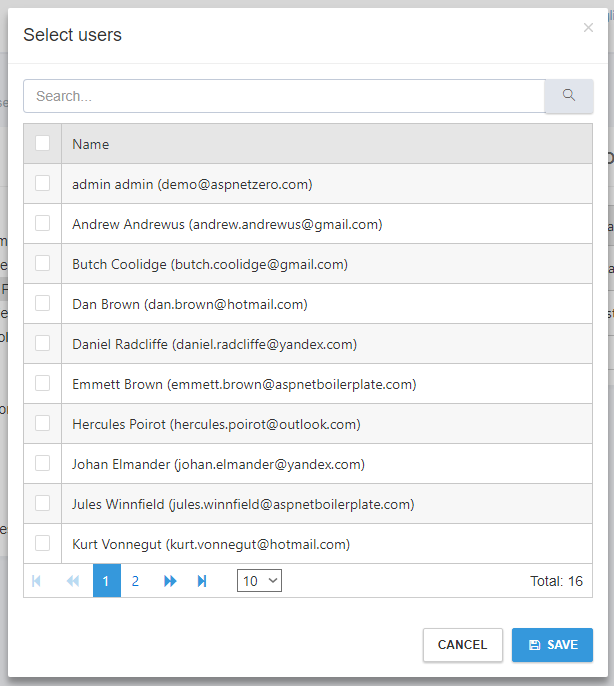 Select users
×
Search...
Name
admin admin (demo@aspnetzero.com)
Andrew Andrewus (andrew.andrewus@gmail.com)
Butch Coolidge (butch.coolidge@gmail.com)
Dan Brown (dan.brown@hotmail.com)
Daniel Radcliffe (daniel.radcliffe@yandex.com)
Emmett Brown (emmett.brown@aspnetboilerplate.com)
Hercules Poirot (hercules.poirot@outlook.com)
Johan Elmander (johan.elmander@yandex.com)
Jules Winnfield (jules.winnfield@aspnetboilerplate.com)
Kurt Vonnegut (kurt.vonnegut@hotmail.com)
1 2 10 Total: 16
CANCEL SAVE